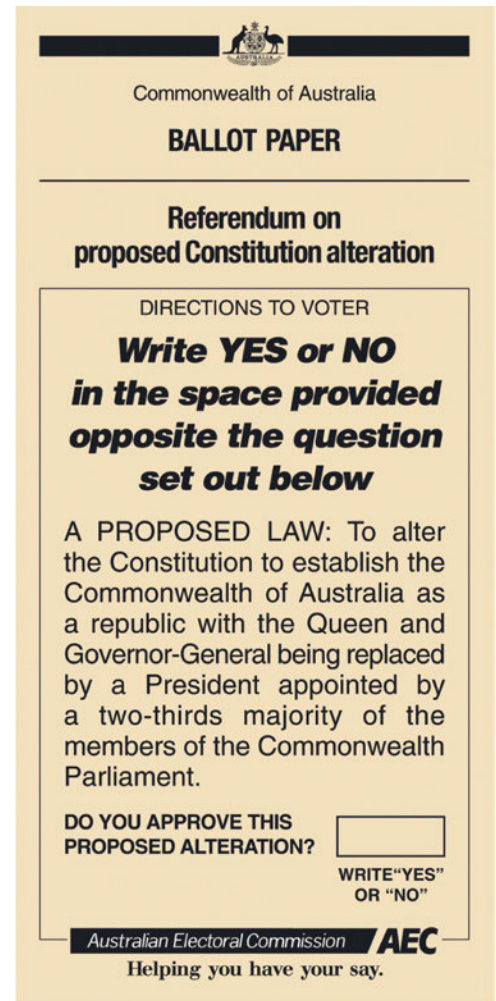 AUSTRALIA
Commonwealth of Australia
BALLOT PAPER
Referendum on
proposed Constitution alteration
DIRECTIONS TO VOTER
Write YES or NO
in the space provided
opposite the question
set out below
A PROPOSED LAW: To alter
the Constitution to establish the
Commonwealth of Australia as
a republic with the Queen and
Governor-General being replaced
by a President appointed by
a two-thirds majority of the
members of the Commonwealth
Parliament.
DO YOU APPROVE THIS
PROPOSED ALTERATION?
WRITE“YES”
OR “NO”
Australian Electoral Commission AEC
Helping you have your say.